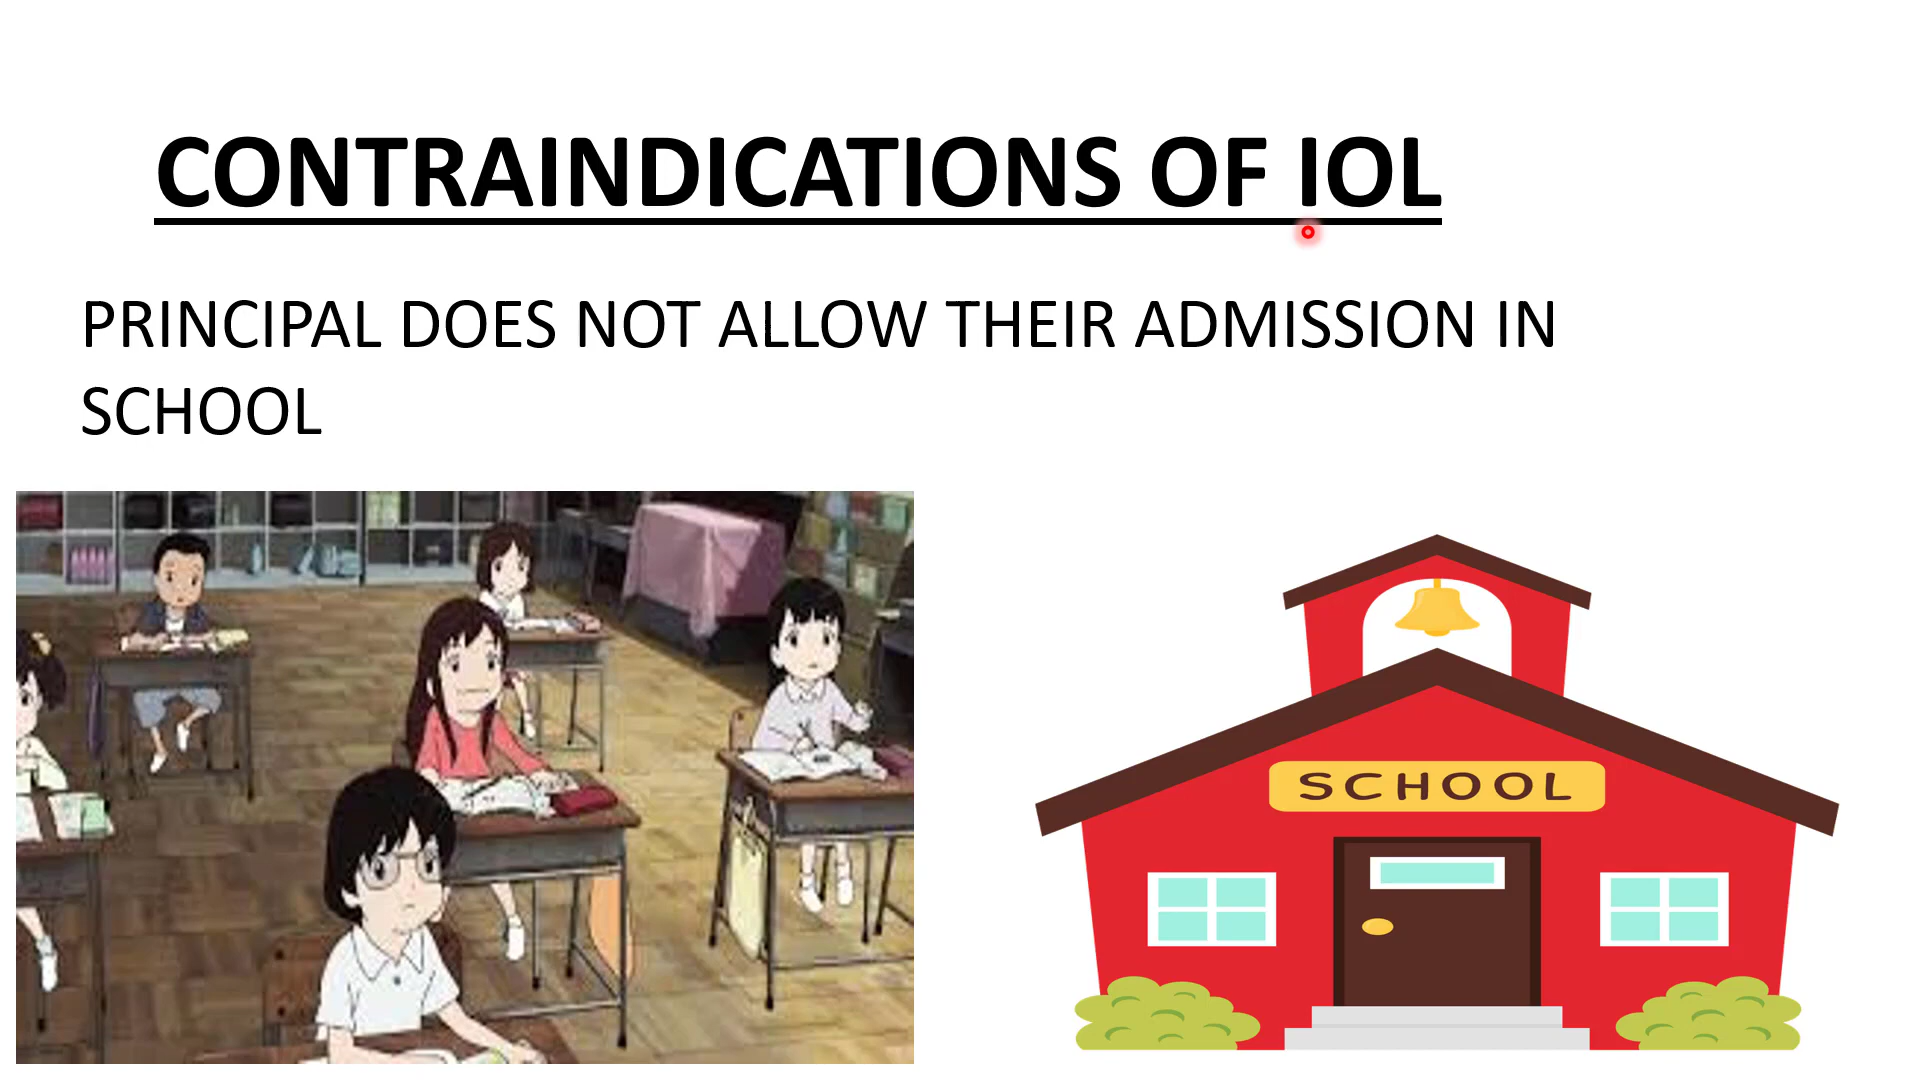 CONTRAINDICATIONS OF IOL
PRINCIPAL DOES NOT ALLOW THEIR ADMISSION IN
SCHOOL
SCHOOL